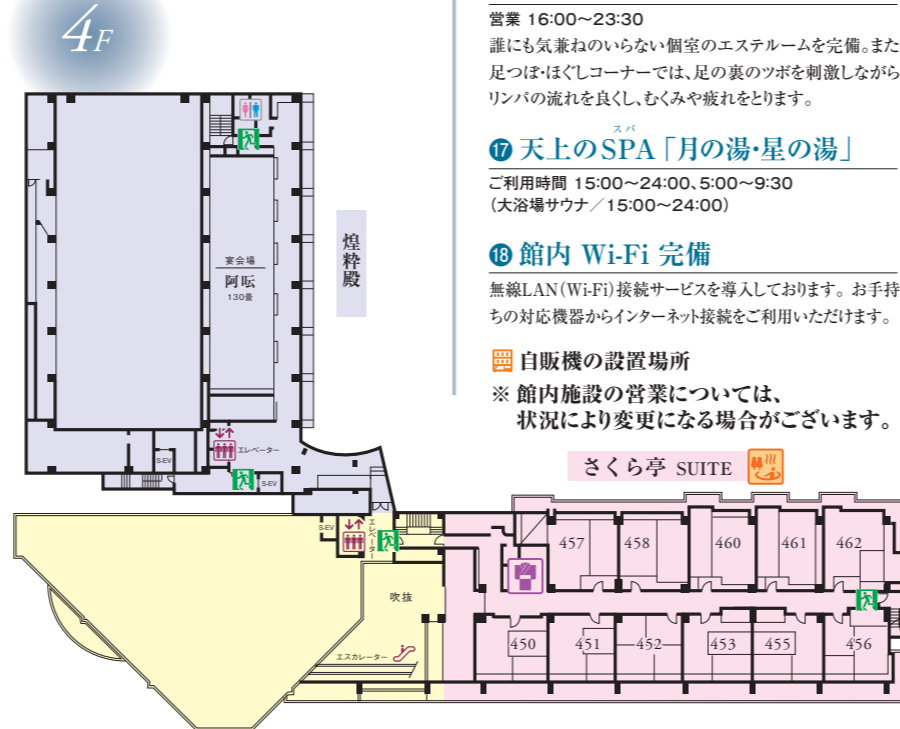 4F
営業 16:00～23:30
誰にも気兼ねのいらない個室のエステルームを完備。また
足つぼ・ほぐしコーナーでは、足の裏のツボを刺激しながら
リンパの流れを良くし、むくみや疲れをとります。
スパ
⓱ 天上のSPA「月の湯・星の湯」
ご利用時間 15:00～24:00、5:00～9:30
（大浴場サウナ／15:00～24:00）
⓲ 館内 Wi-Fi 完備
無線LAN（Wi-Fi）接続サービスを導入しております。お手持
ちの対応機器からインターネット接続をご利用いただけます。
自販機の設置場所
※ 館内施設の営業については、
状況により変更になる場合がございます。
煌粋殿
宴会場
阿吽
130畳
エレベーター
S-EV
S-EV
さくら亭 SUITE
S-EV
エレベーター
吹抜
エスカレーター
457
458
460
461
462
450
451
452
453
455
456